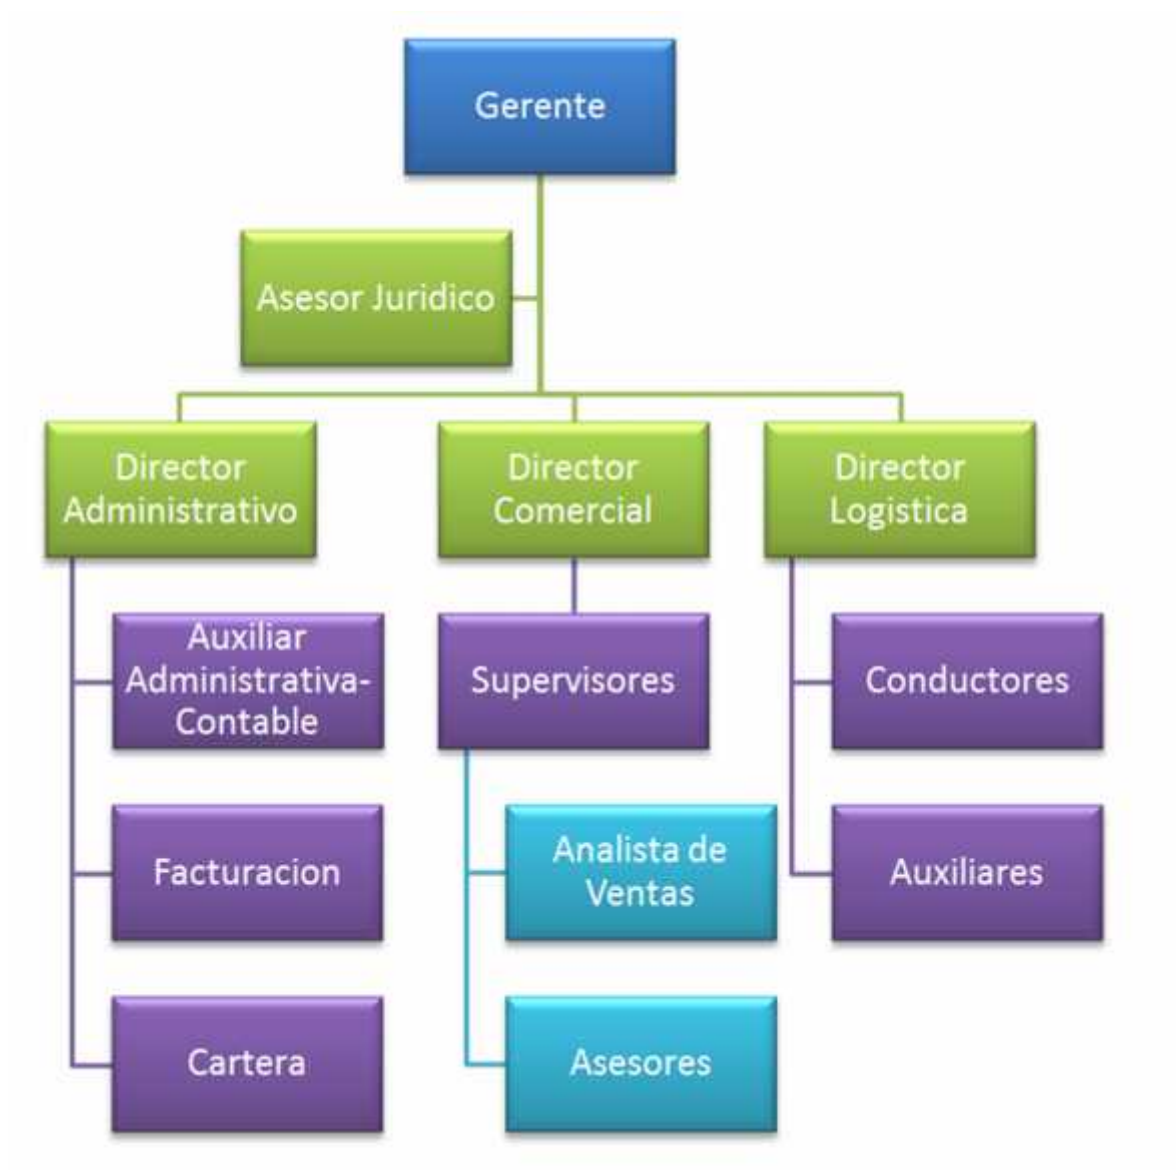 Gerente
Asesor Juridico
Director
Administrativo
Director
Comercial
Director
Logistica
Auxiliar
Administrativa-
Contable
Supervisores
Conductores
Facturacion
Analista de
Ventas
Auxiliares
Cartera
Asesores